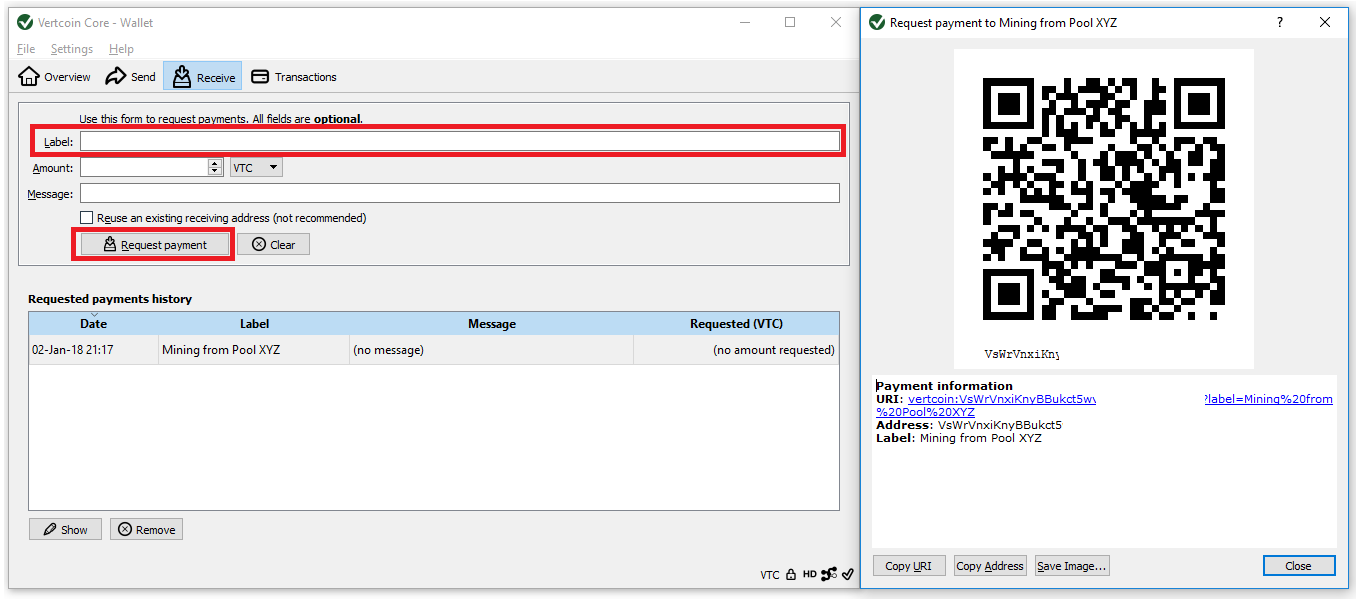 Vertcoin Core - Wallet
File Settings Help
Overview Send Receive Transactions
Use this form to request payments. All fields are optional.
Label:
Amount: VTC
Message:
Reuse an existing receiving address (not recommended)
Request payment Clear
Requested payments history
Date Label Message Requested (VTC)
02-Jan-18 21:17 Mining from Pool XYZ (no message) (no amount requested)
Show Remove
VTC HD
Request payment to Mining from Pool XYZ
?
VsWrVnxiKny
Payment information
URI: vertcoin:VsWrVnxiKnyBBukct5wv ?label=Mining%20from
%20Pool%20XYZ
Address: VsWrVnxiKnyBBukct5
Label: Mining from Pool XYZ
Copy URI Copy Address Save Image... Close